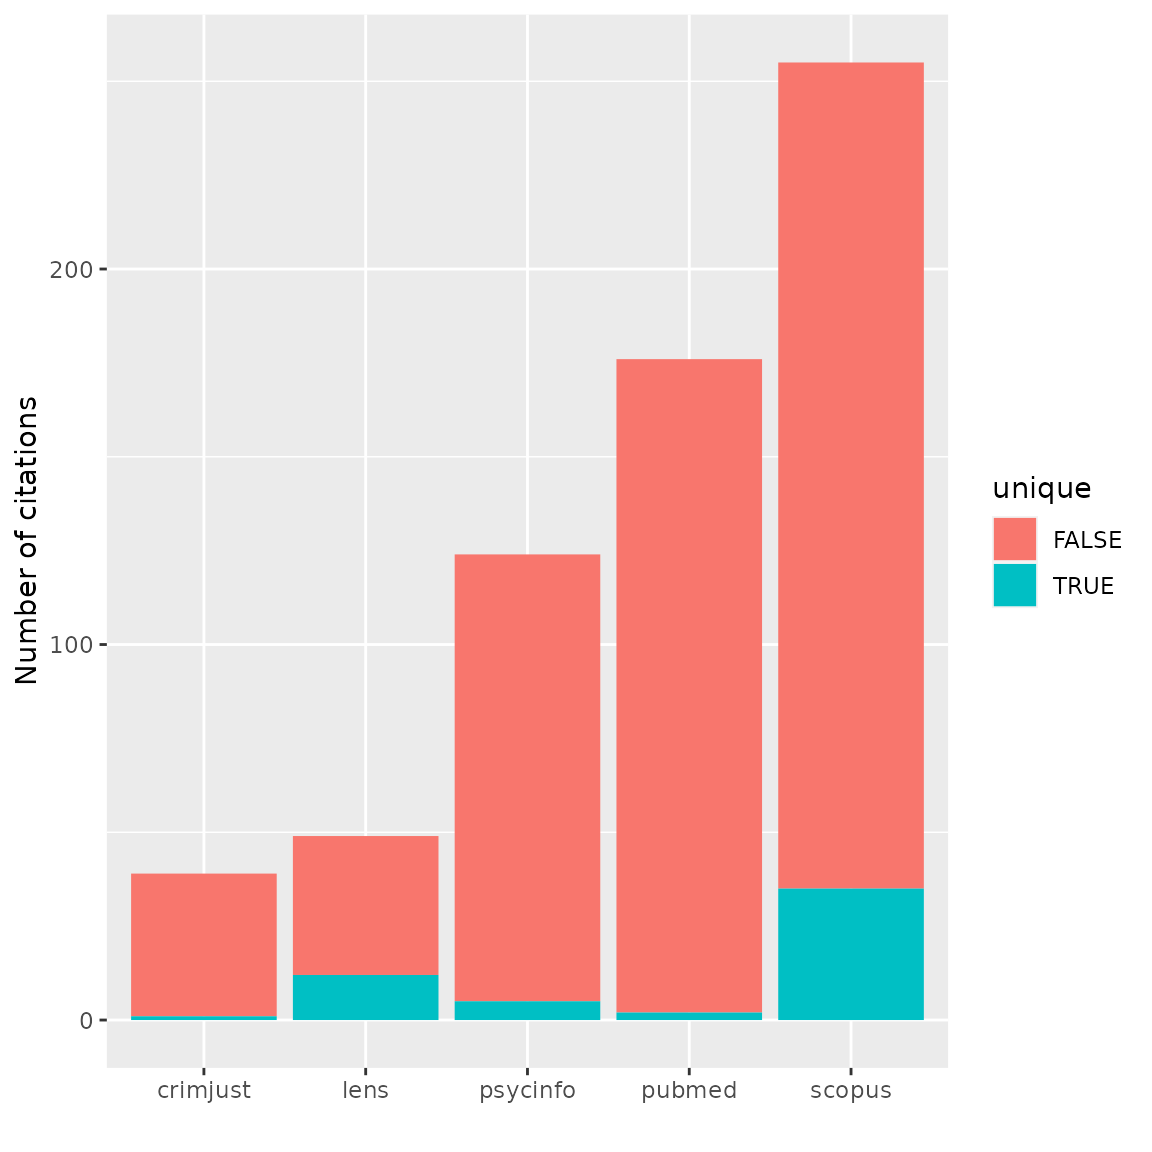 Number of citations
200
100
0
crimjust lens psycinfo pubmed scopus
unique
FALSE
TRUE